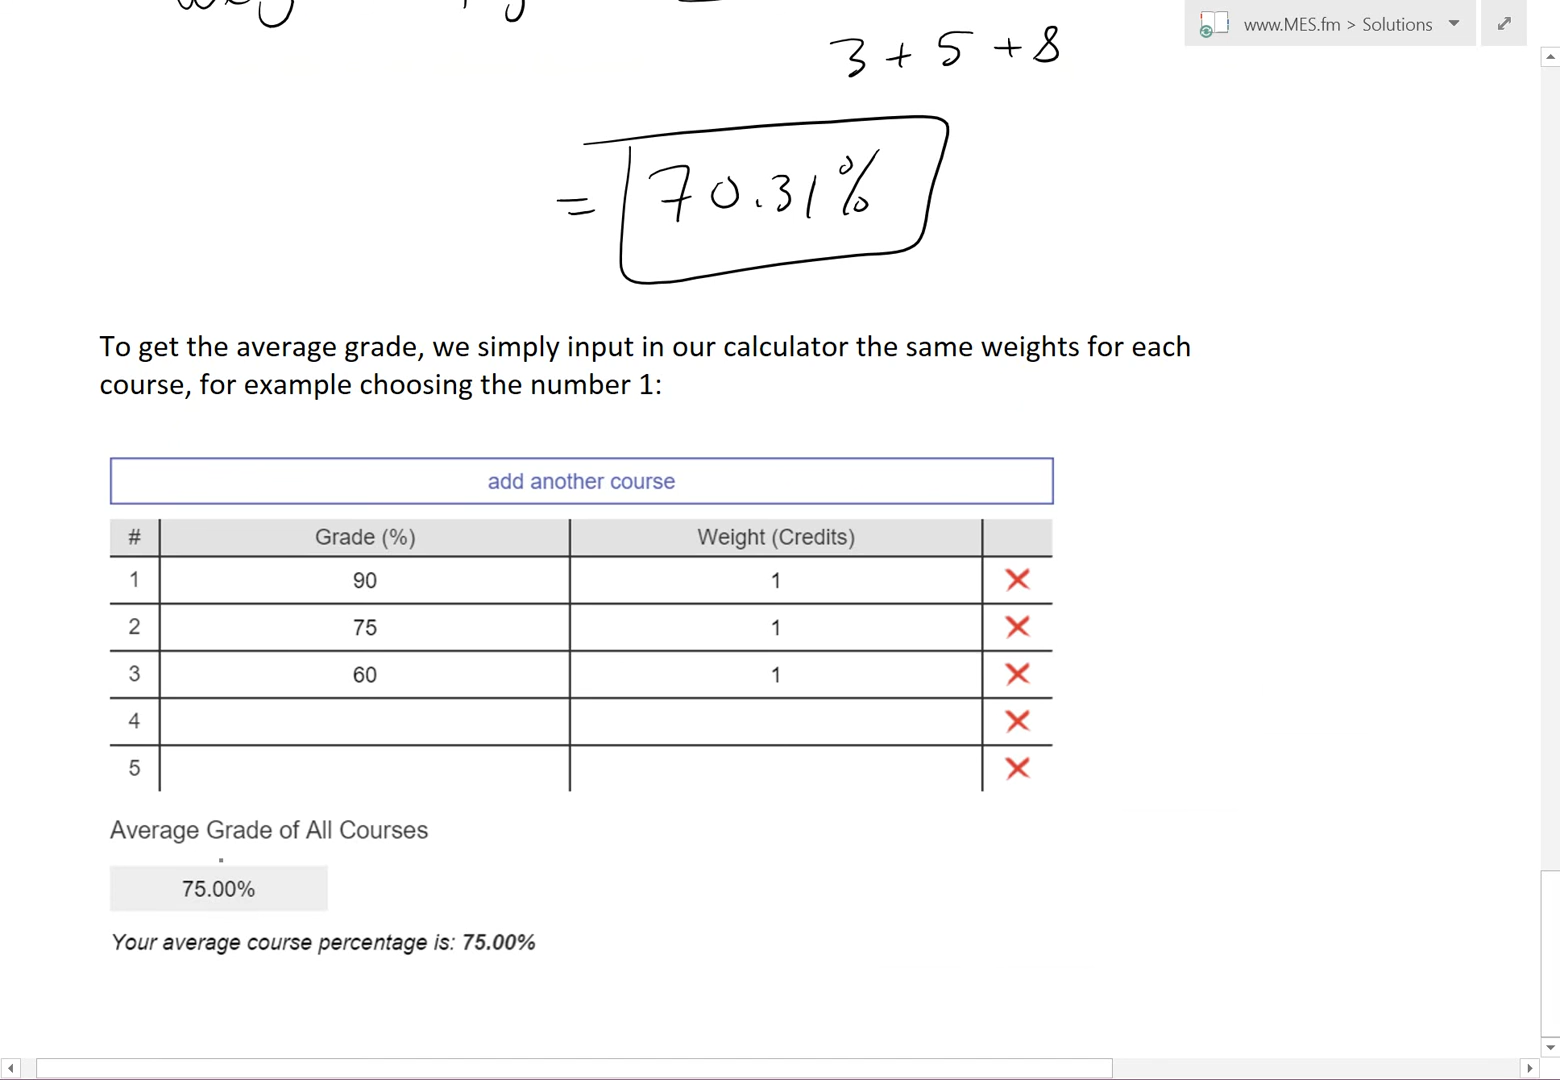 www.MES.fm > Solutions
3 + 5 + 8
= 70.31%
To get the average grade, we simply input in our calculator the same weights for each
course, for example choosing the number 1:
add another course
# Grade (%) Weight (Credits)
1 90 1
2 75 1
3 60 1
4
5
Average Grade of All Courses
75.00%
Your average course percentage is: 75.00%